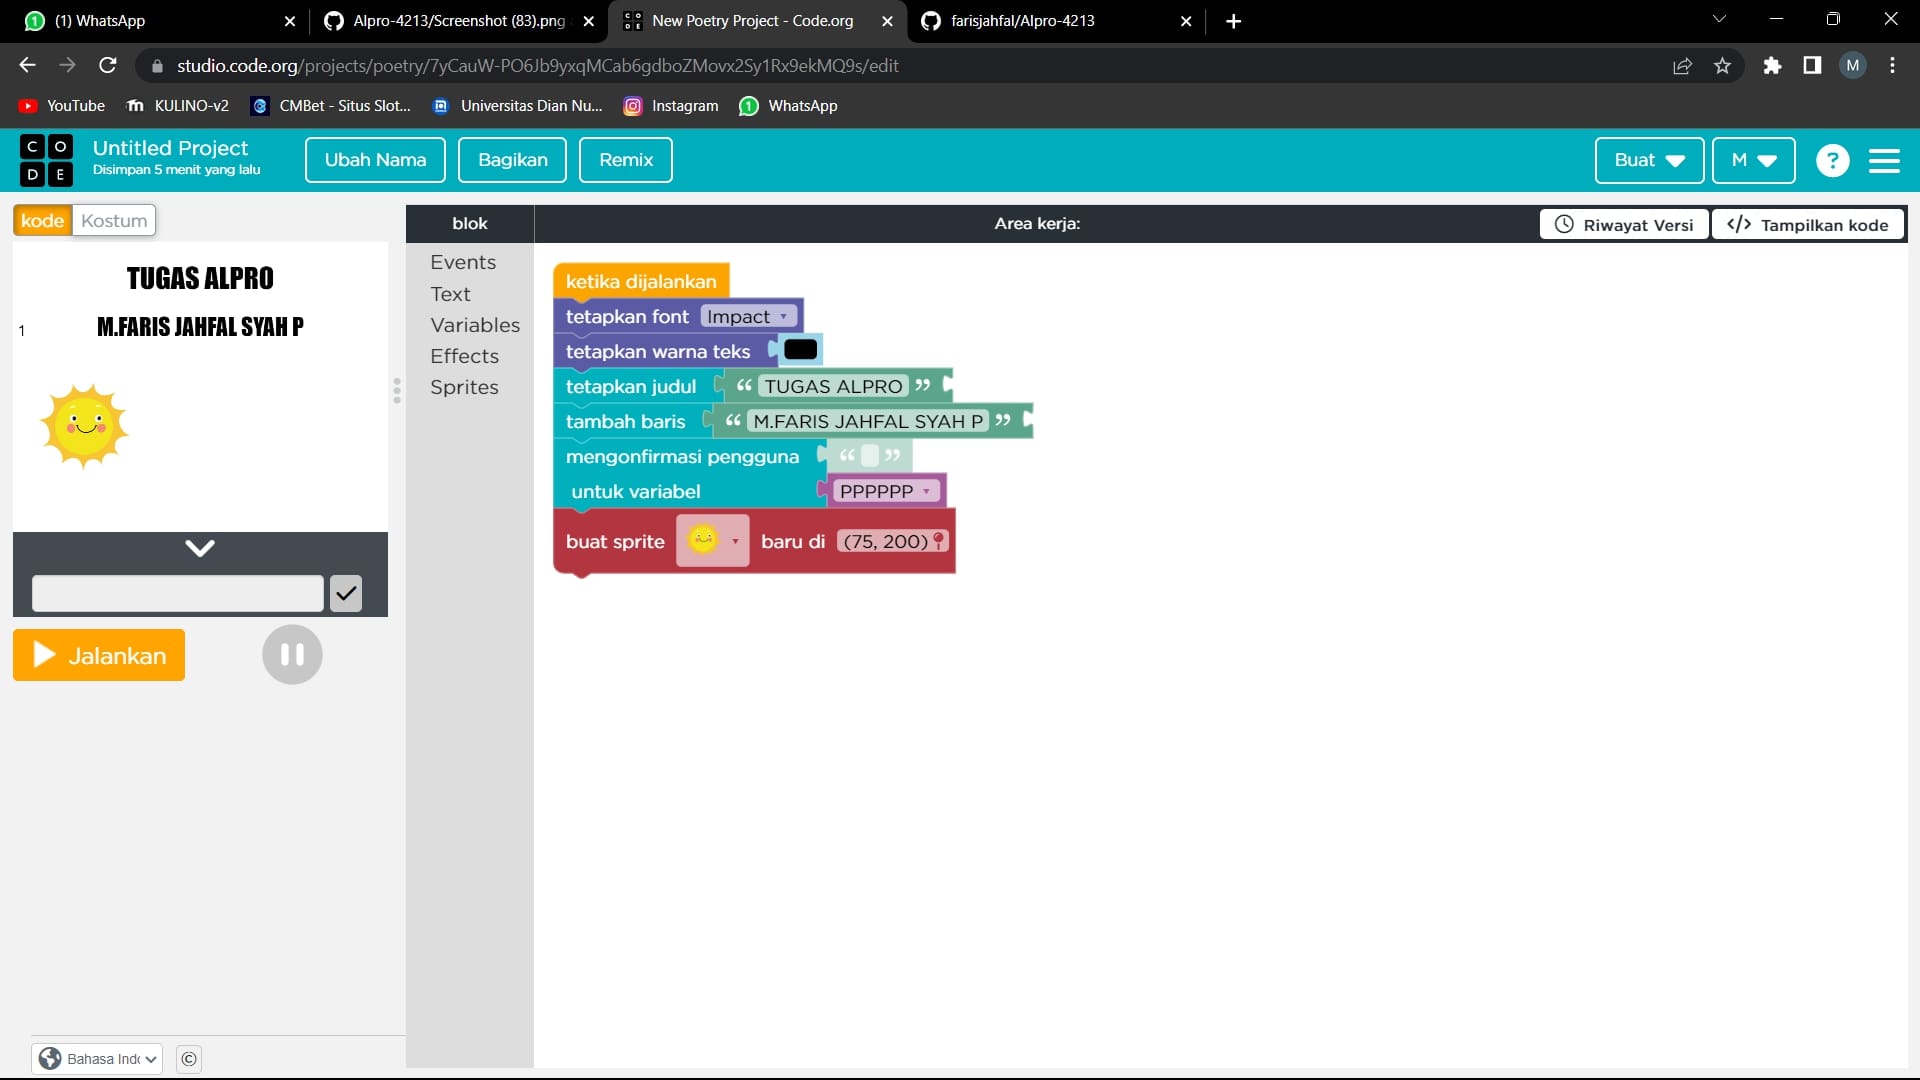 (1) WhatsApp
Alpro-4213/Screenshot (83).png
New Poetry Project - Code.org
farisjahfal/Alpro-4213
studio.code.org/projects/poetry/7yCauW-PO6Jb9yxqMCab6gdboZMovx2Sy1Rx9ekMQ9s/edit
M
YouTube
KULINO-v2
CMBet - Situs Slot...
Universitas Dian Nu...
Instagram
WhatsApp
C O
D E
Untitled Project
Disimpan 5 menit yang lalu
Ubah Nama
Bagikan
Remix
Buat
M
?
kode
Kostum
TUGAS ALPRO
1 M.FARIS JAHFAL SYAH P
Jalankan
Bahasa Ind
©
blok
Area kerja:
Riwayat Versi
</> Tampilkan kode
Events
Text
Variables
Effects
Sprites
ketika dijalankan
tetapkan font Impact
tetapkan warna teks
tetapkan judul “ TUGAS ALPRO ”
tambah baris “ M.FARIS JAHFAL SYAH P ”
mengonfirmasi pengguna “ ”
untuk variabel PPPPPP
buat sprite baru di (75, 200)